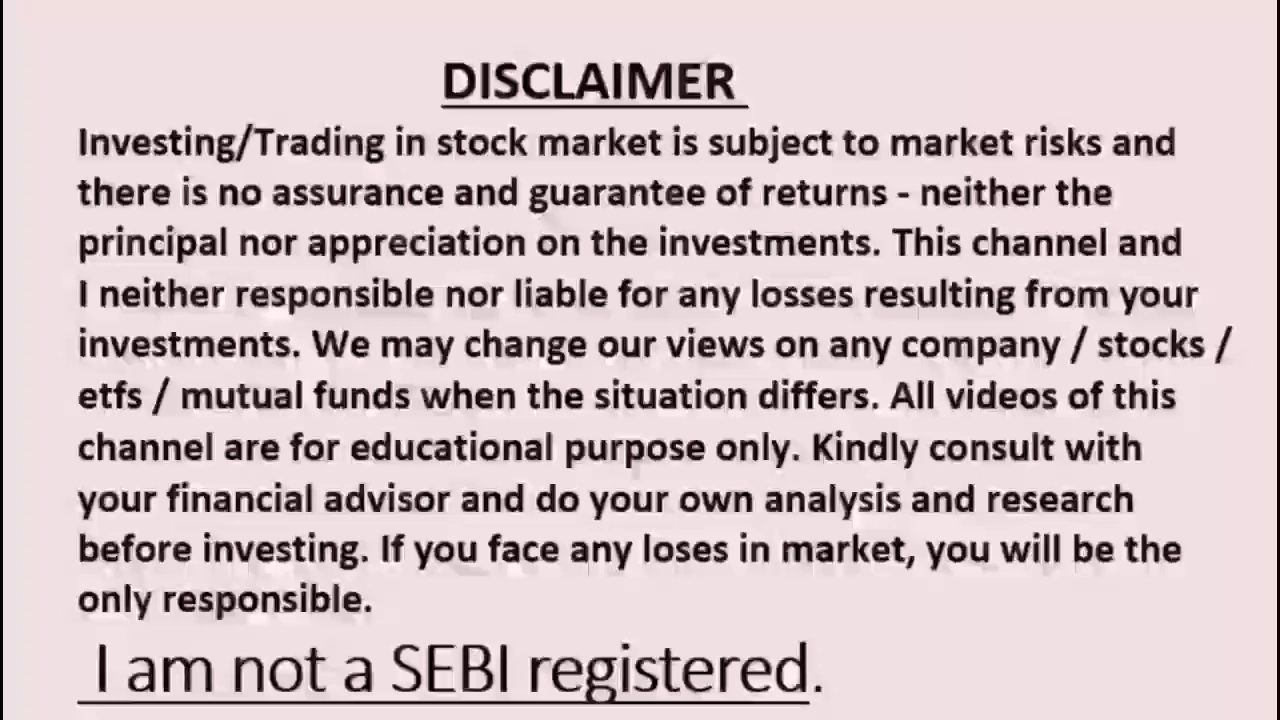 DISCLAIMER
Investing/Trading in stock market is subject to market risks and
there is no assurance and guarantee of returns - neither the
principal nor appreciation on the investments. This channel and
I neither responsible nor liable for any losses resulting from your
investments. We may change our views on any company / stocks /
etfs / mutual funds when the situation differs. All videos of this
channel are for educational purpose only. Kindly consult with
your financial advisor and do your own analysis and research
before investing. If you face any loses in market, you will be the
only responsible.
I am not a SEBI registered.